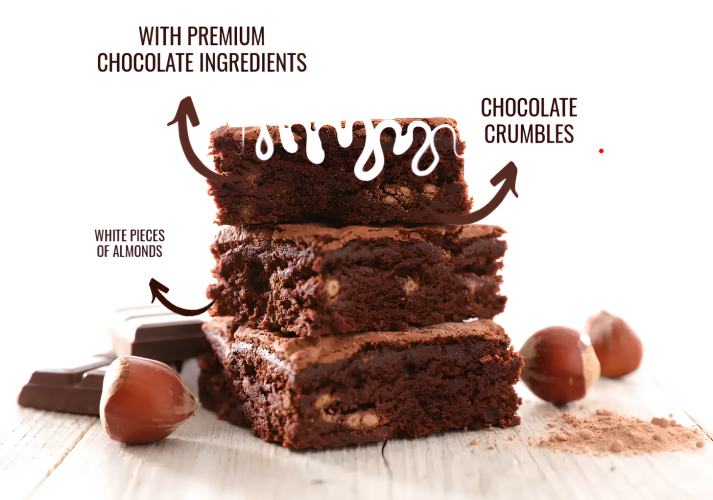 WITH PREMIUM
CHOCOLATE INGREDIENTS
CHOCOLATE
CRUMBLES
WHITE PIECES
OF ALMONDS